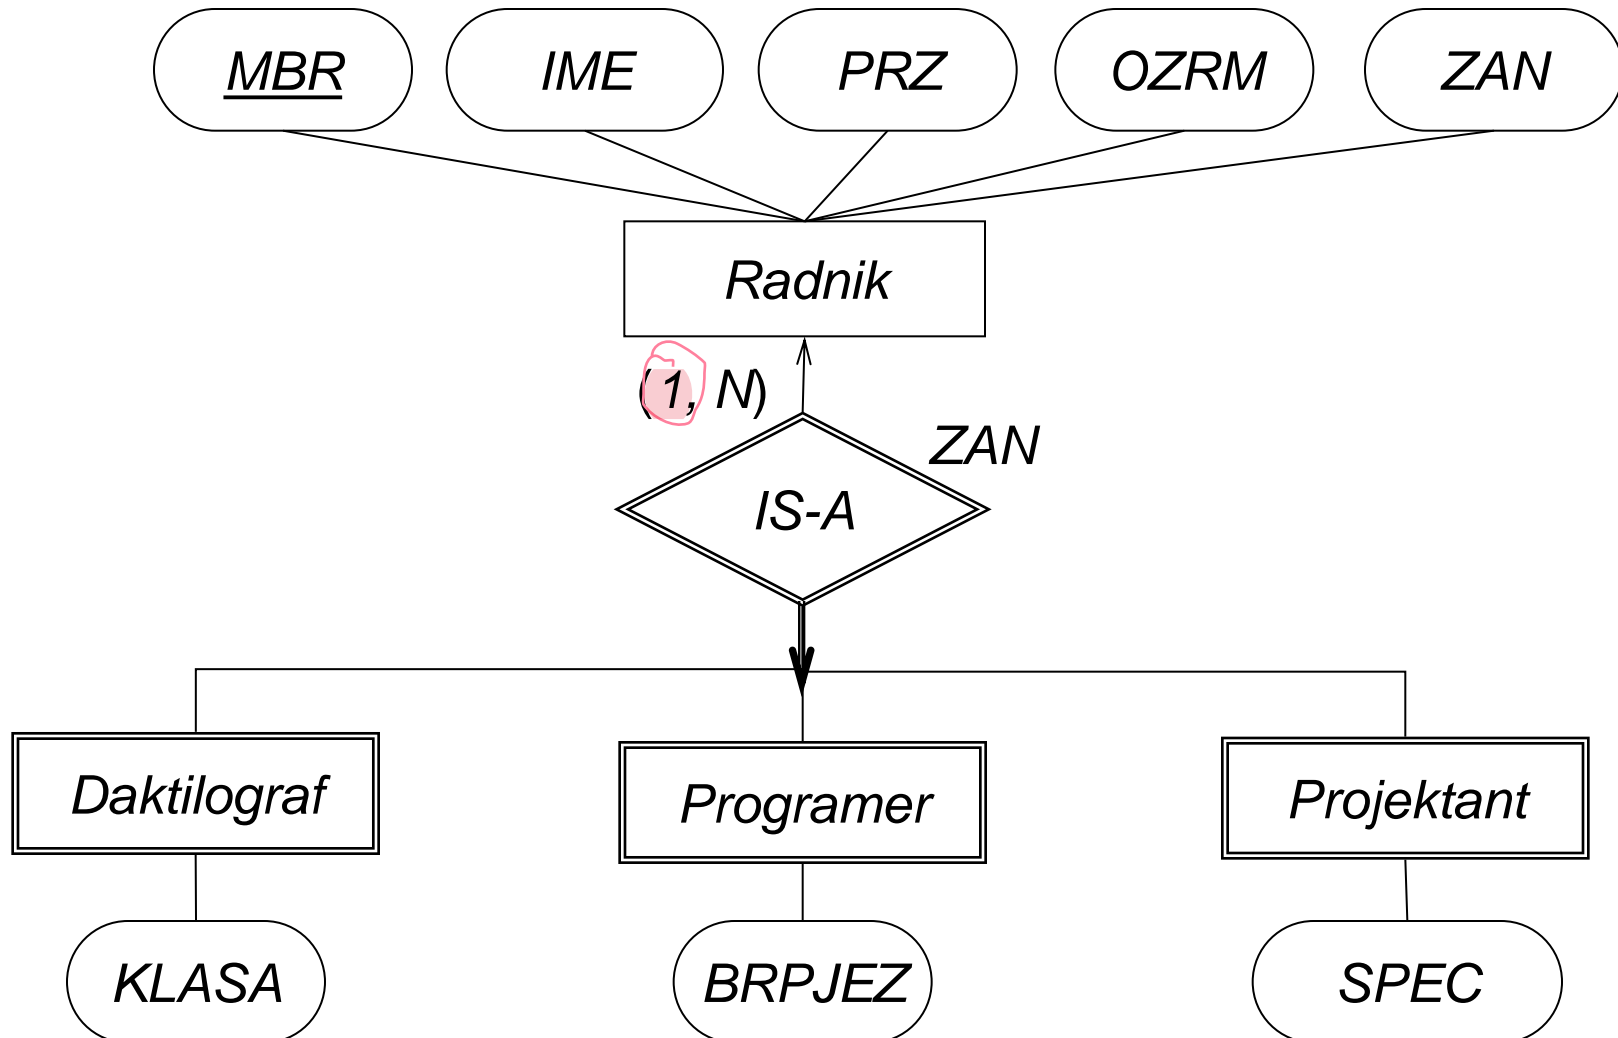 MBR IME PRZ OZRM ZAN
Radnik
(1, N)
ZAN
IS-A
Daktilograf Programer Projektant
KLASA BRPJEZ SPEC